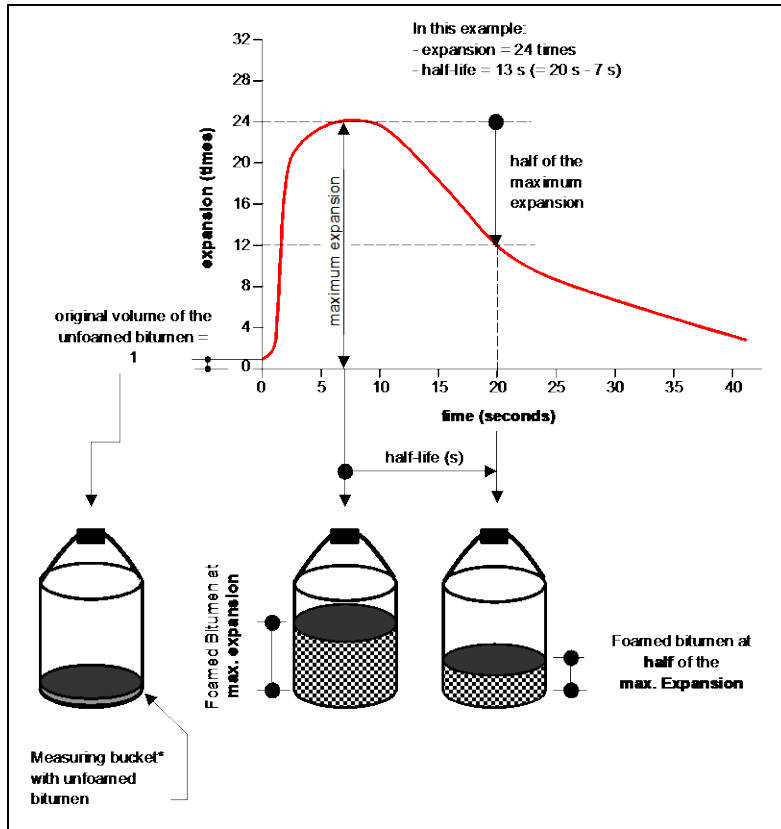 In this example:
- expansion = 24 times
- half-life = 13 s (= 20 s - 7 s)
32
28
24
20
16
12
8
4
0
expansion (times)
maximum expansion
half of the
maximum
expansion
original volume of the
unfoamed bitumen =
1
0
5
10
15
20
25
30
35
40
time (seconds)
half-life (s)
Foamed Bitumen at
max. expansion
Foamed bitumen at
half of the
max. Expansion
Measuring bucket*
with unfoamed
bitumen